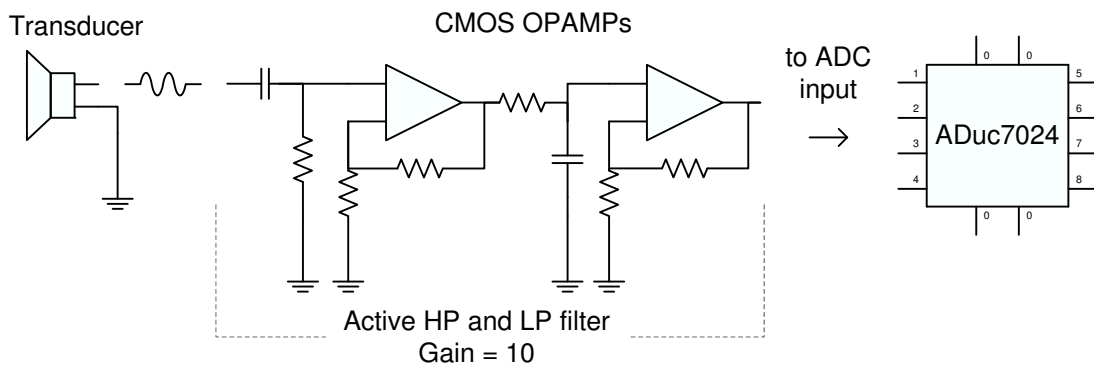 Transducer
CMOS OPAMPs
to ADC
input
0 0
1
2
3
4
ADuc7024
5
6
7
8
0 0
Active HP and LP filter
Gain = 10